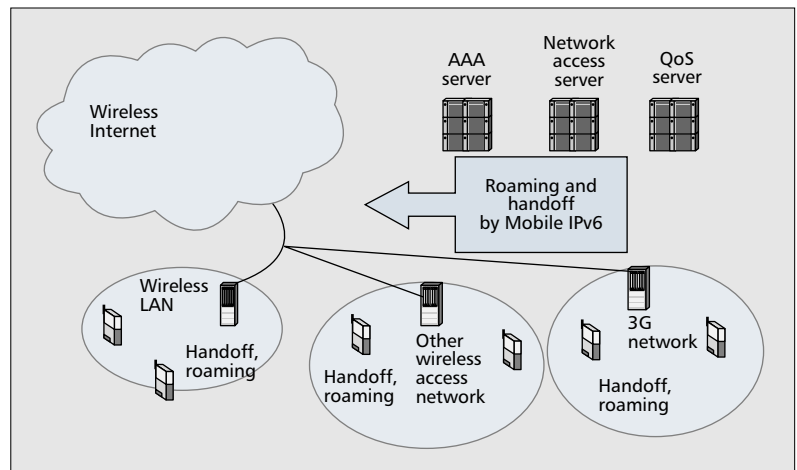 Wireless
Internet
AAA
server
Network
access
server
QoS
server
Roaming and
handoff
by Mobile IPv6
Wireless
LAN
Handoff,
roaming
Handoff,
roaming
Other
wireless
access
network
3G
network
Handoff,
roaming